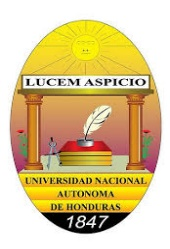 LUCEM ASPICIO
UNIVERSIDAD NACIONAL
AUTONOMA
DE HONDURAS
1847